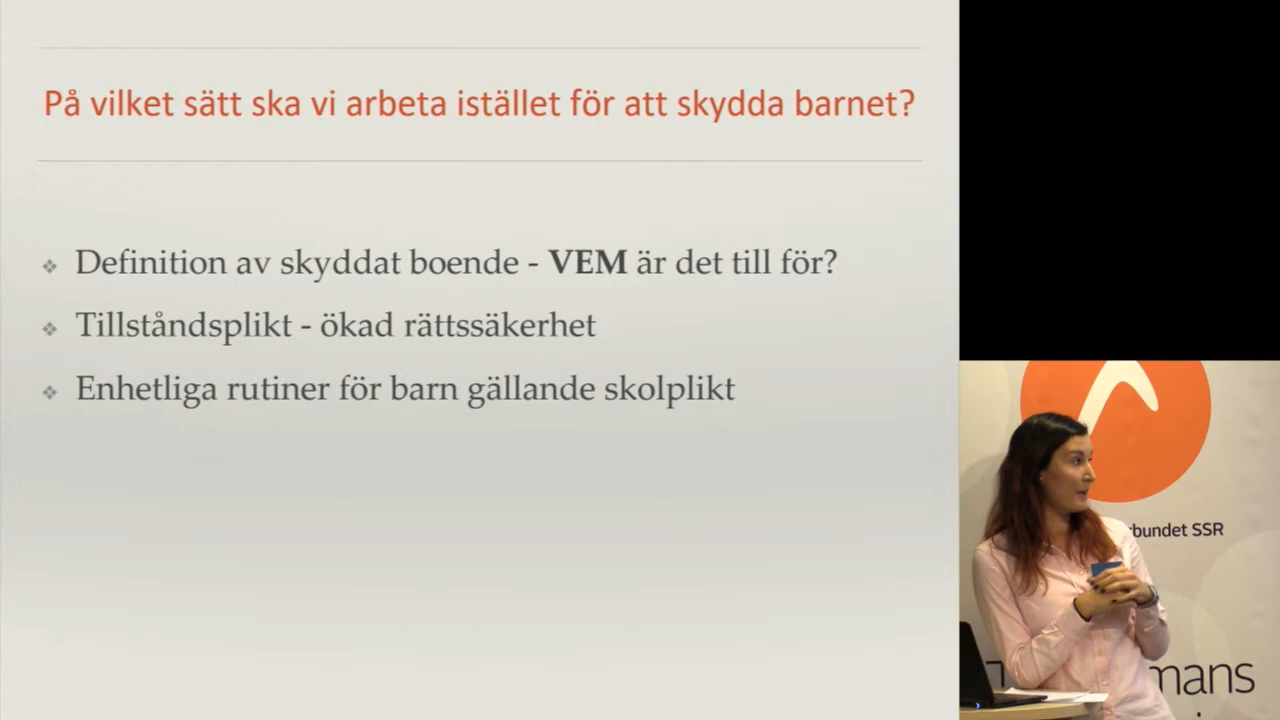 På vilket sätt ska vi arbeta istället för att skydda barnet?
Definition av skyddat boende - VEM är det till för?
Tillståndsplikt - ökad rättssäkerhet
Enhetliga rutiner för barn gällande skolplikt
rbundet SSR
mans